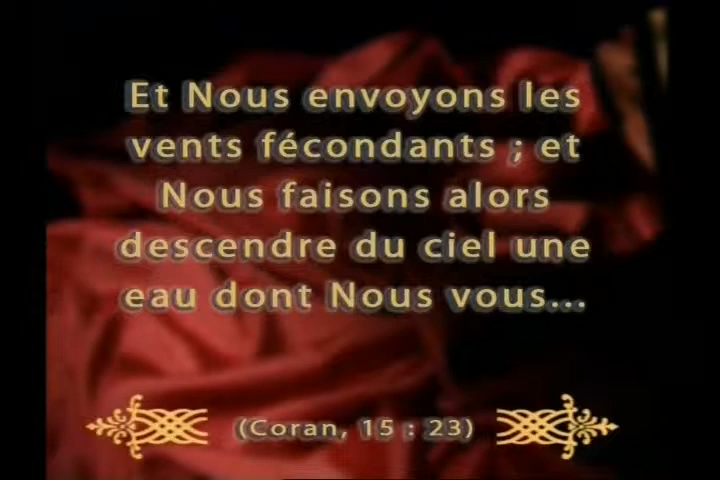 Et Nous envoyons les
vents fécondants ; et
Nous faisons alors
descendre du ciel une
eau dont Nous vous...
(Coran, 15 : 23)